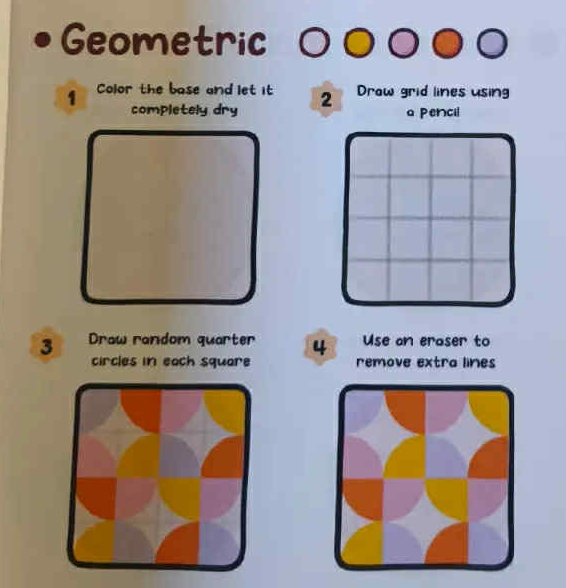 • Geometric
1
Color the base and let it
completely dry
2
Draw grid lines using
a pencil
3
Draw random quarter
circles in each square
4
Use an eraser to
remove extra lines